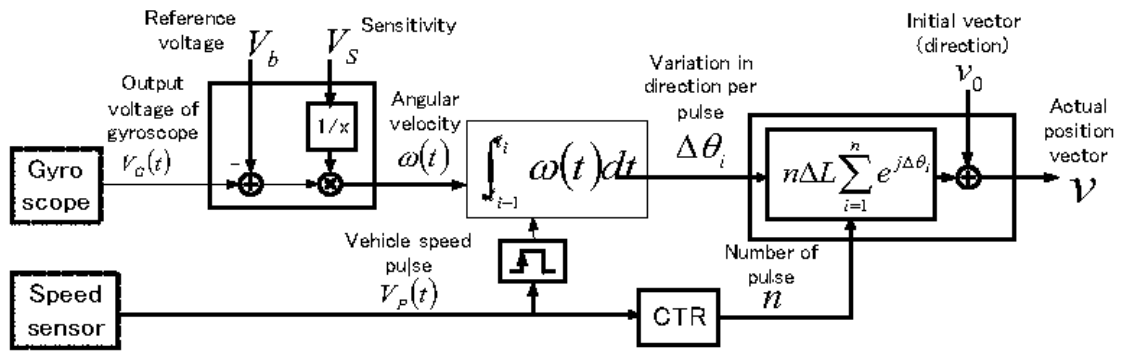 Reference
voltage
V_b
Sensitivity
V_S
Initial vector
(direction)
v_0
Output
voltage of
gyroscope
V_G(t)
1/x
Angular
velocity
ω(t)
Variation in
direction per
pulse
Δθ_i
Actual
position
vector
v
Gyro
scope
-
∫_{t_{i-1}}^{t_i} ω(t)dt
nΔL∑_{i=1}^{n} e^{jΔθ_i}
Vehicle speed
pulse
V_P(t)
Number of
pulse
n
Speed
sensor
CTR